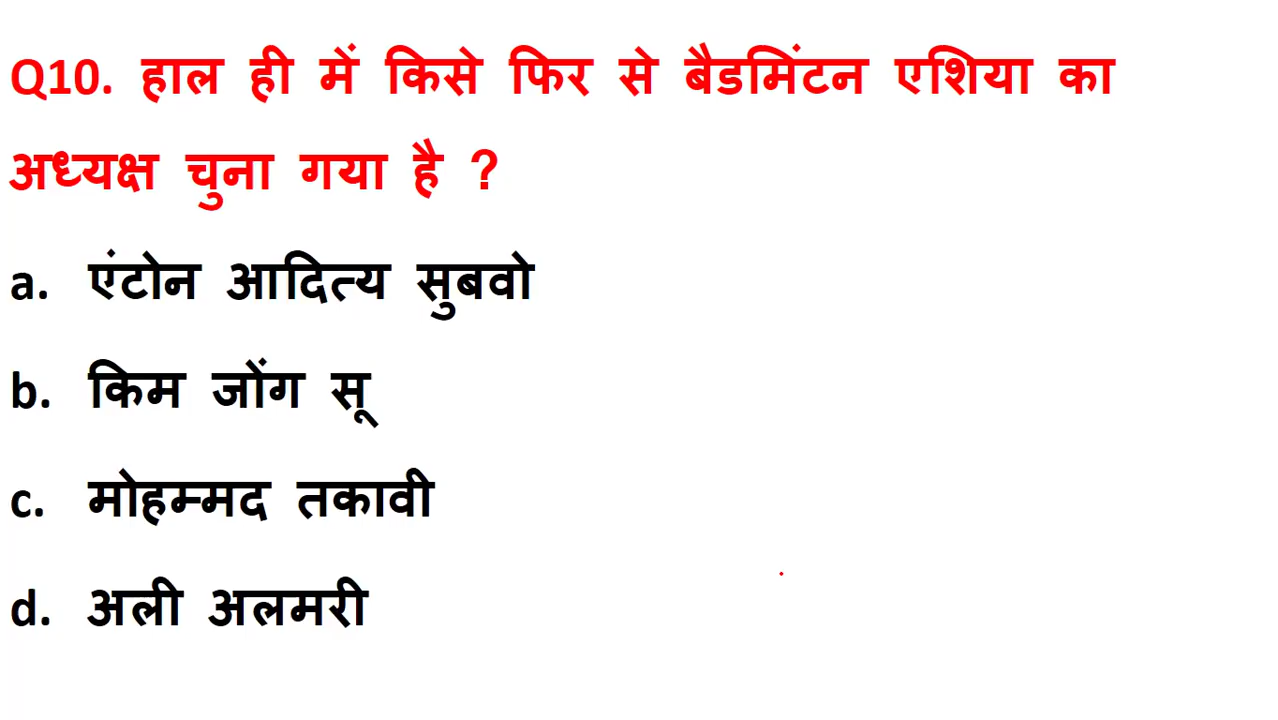 Q10. हाल ही में किसे फिर से बैडमिंटन एशिया का
अध्यक्ष चुना गया है ?
a. एंटोन आदित्य सुबवो
b. किम जोंग सू
c. मोहम्मद तकावी
d. अली अलमरी